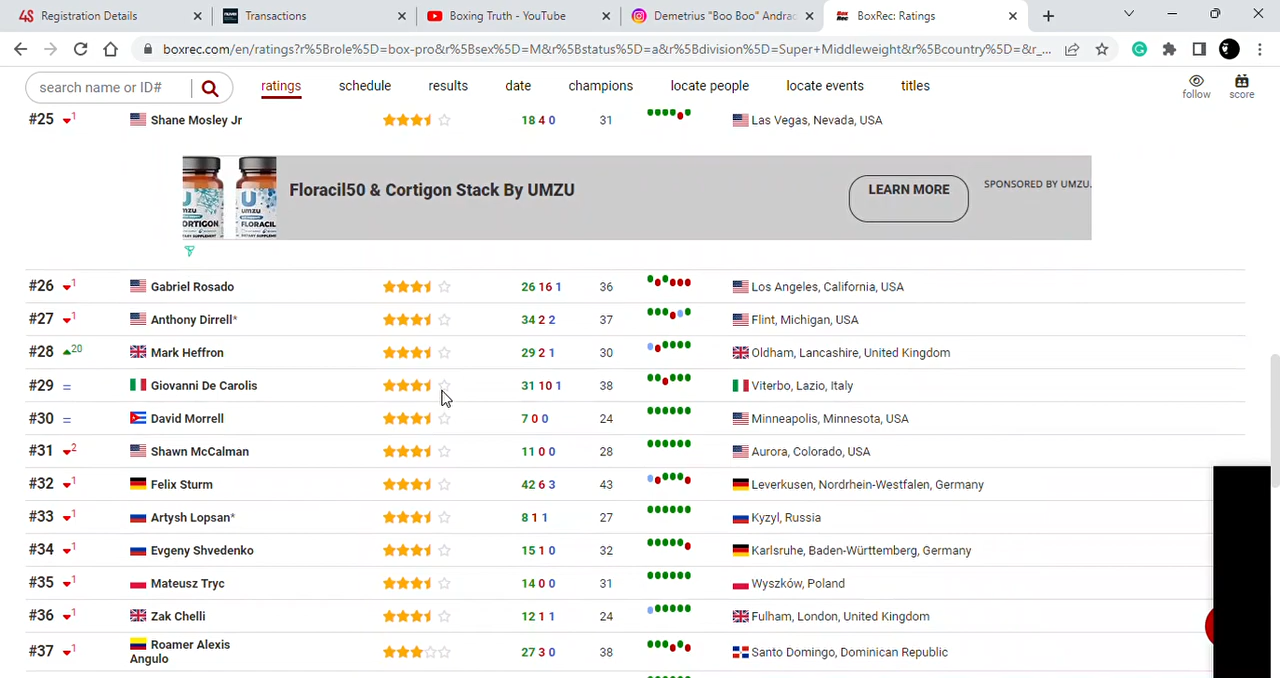 4S Registration Details
nuvei Transactions
Boxing Truth - YouTube
Demetrius "Boo Boo" Andrac
Box Rec BoxRec: Ratings
boxrec.com/en/ratings?r%5Brole%5D=box-pro&r%5Bsex%5D=M&r%5Bstatus%5D=a&r%5Bdivision%5D=Super+Middleweight&r%5Bcountry%5D=&r_...
search name or ID# ratings schedule results date champions locate people locate events titles follow score
#25 1 Shane Mosley Jr 18 4 0 31 Las Vegas, Nevada, USA
Floracil50 & Cortigon Stack By UMZU LEARN MORE SPONSORED BY UMZU.
UMZU UMZU
CORTIGON FLORACIL
#26 1 Gabriel Rosado 26 16 1 36 Los Angeles, California, USA
#27 1 Anthony Dirrell* 34 2 2 37 Flint, Michigan, USA
#28 20 Mark Heffron 29 2 1 30 Oldham, Lancashire, United Kingdom
#29 = Giovanni De Carolis 31 10 1 38 Viterbo, Lazio, Italy
#30 = David Morrell 7 0 0 24 Minneapolis, Minnesota, USA
#31 2 Shawn McCalman 11 0 0 28 Aurora, Colorado, USA
#32 1 Felix Sturm 42 6 3 43 Leverkusen, Nordrhein-Westfalen, Germany
#33 1 Artysh Lopsan* 8 1 1 27 Kyzyl, Russia
#34 1 Evgeny Shvedenko 15 1 0 32 Karlsruhe, Baden-Württemberg, Germany
#35 1 Mateusz Tryc 14 0 0 31 Wyszków, Poland
#36 1 Zak Chelli 12 1 1 24 Fulham, London, United Kingdom
#37 1 Roamer Alexis Angulo 27 3 0 38 Santo Domingo, Dominican Republic